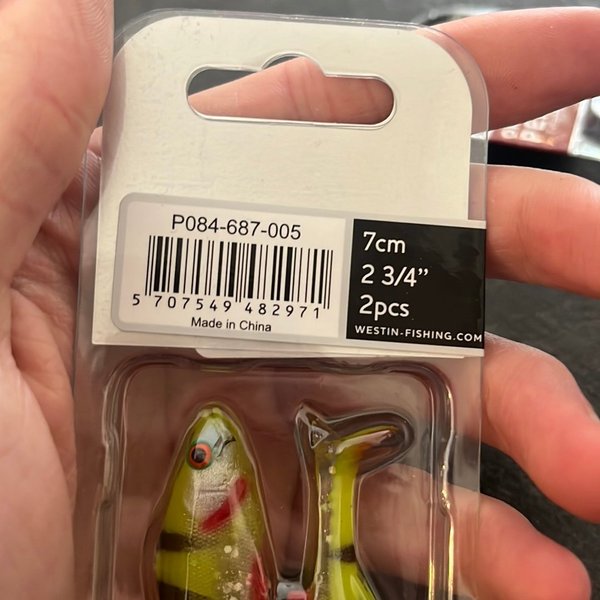 P084-687-005
5 707549 482971
Made in China
7cm
2 3/4”
2pcs
WESTIN-FISHING.COM